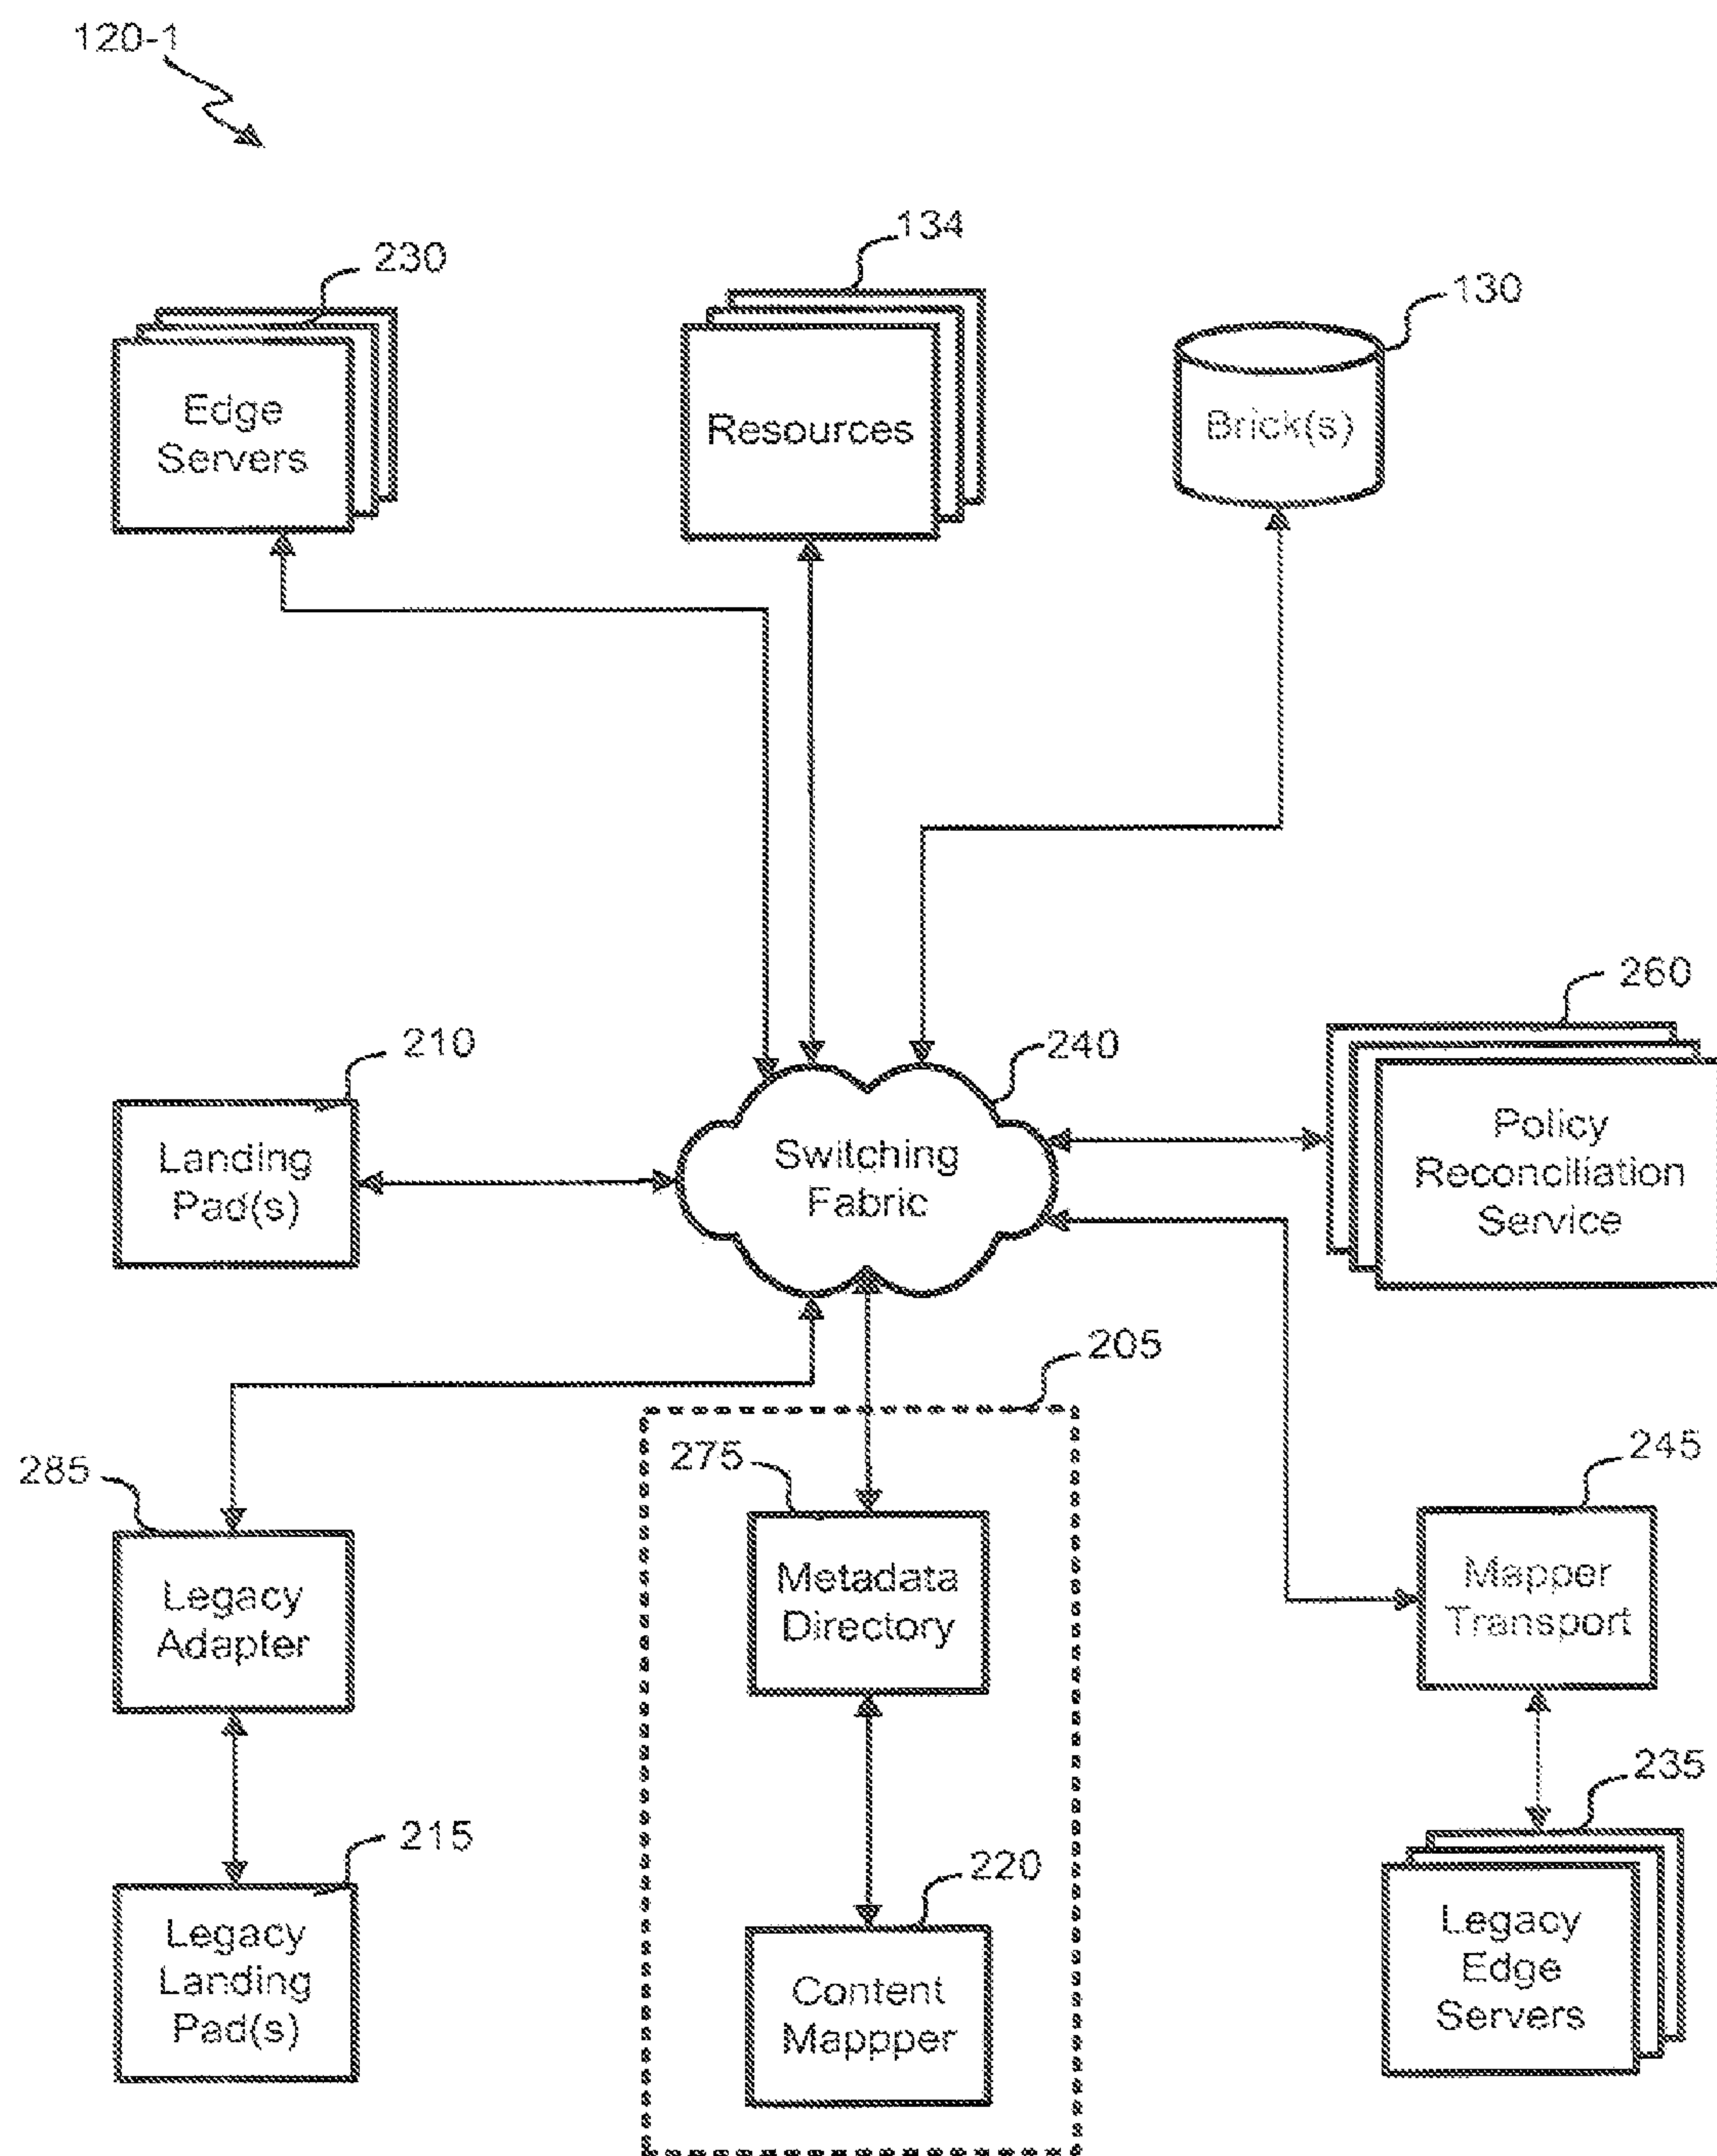 120-1
134
230
130
Edge
Servers
Resources
Brick(s)
260
210
240
Policy
Reconciliation
Service
Landing
Pad(s)
Switching
Fabric
205
285
275
245
Legacy
Adapter
Metadata
Directory
Mapper
Transport
235
215
220
Legacy
Landing
Pad(s)
Content
Mappper
Legacy
Edge
Servers